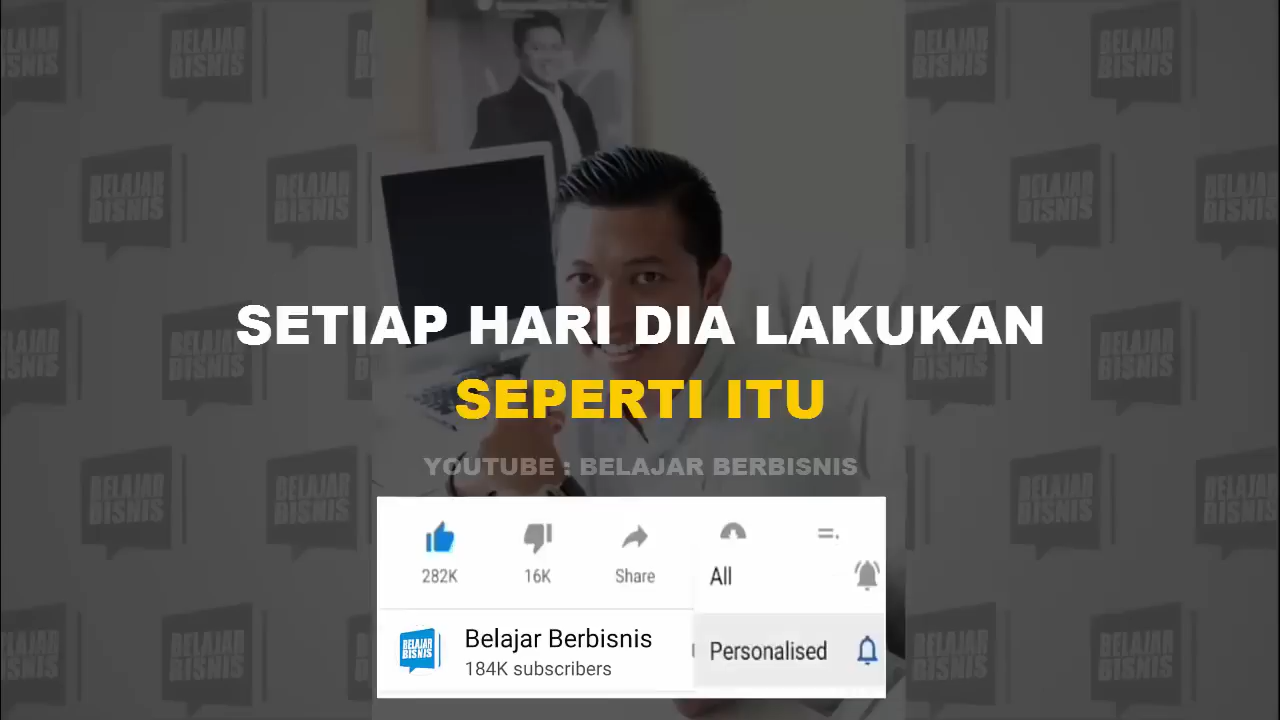 SETIAP HARI DIA LAKUKAN
SEPERTI ITU
YOUTUBE : BELAJAR BERBISNIS
282K
16K
Share
All
Belajar Berbisnis
184K subscribers
Personalised
BELAJAR
BISNIS